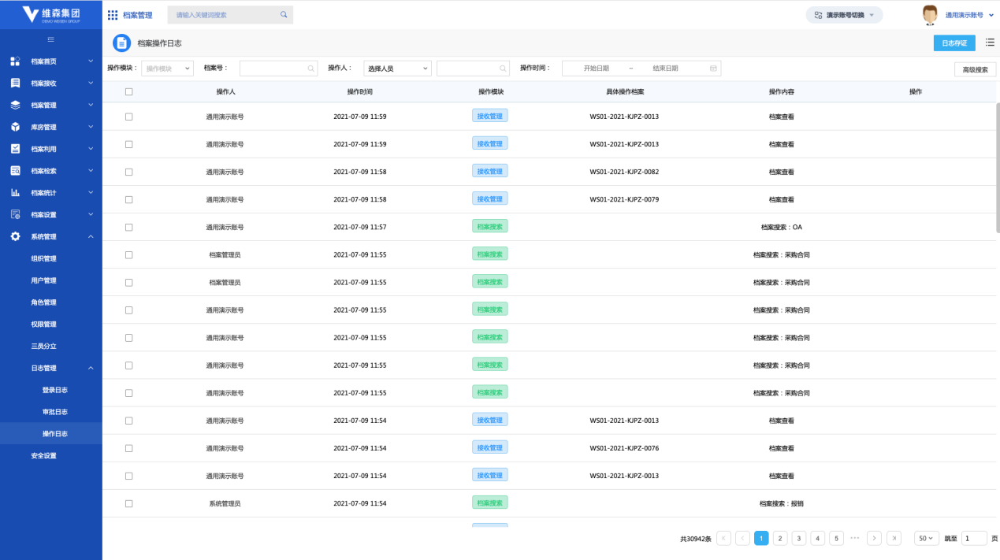 维森集团
DEMO WEISEN GROUP
档案管理
请输入关键词搜索
演示账号切换
通用演示账号
档案首页
档案接收
档案管理
库房管理
档案利用
档案检索
档案统计
档案设置
系统管理
组织管理
用户管理
角色管理
权限管理
三员分立
日志管理
登录日志
审批日志
操作日志
安全设置
档案操作日志
日志存证
操作模块： 操作模块 档案号： 操作人： 选择人员 操作时间： 开始日期 ~ 结束日期
高级搜索
操作人 操作时间 操作模块 具体操作档案 操作内容 操作
通用演示账号 2021-07-09 11:59 接收管理 WS01-2021-KJPZ-0013 档案查看
通用演示账号 2021-07-09 11:59 接收管理 WS01-2021-KJPZ-0013 档案查看
通用演示账号 2021-07-09 11:58 接收管理 WS01-2021-KJPZ-0082 档案查看
通用演示账号 2021-07-09 11:58 接收管理 WS01-2021-KJPZ-0079 档案查看
通用演示账号 2021-07-09 11:57 档案搜索 档案搜索：OA
档案管理员 2021-07-09 11:55 档案搜索 档案搜索：采购合同
档案管理员 2021-07-09 11:55 档案搜索 档案搜索：采购合同
通用演示账号 2021-07-09 11:55 档案搜索 档案搜索：采购合同
通用演示账号 2021-07-09 11:55 档案搜索 档案搜索：采购合同
通用演示账号 2021-07-09 11:55 档案搜索 档案搜索：采购合同
通用演示账号 2021-07-09 11:55 档案搜索 档案搜索：采购合同
通用演示账号 2021-07-09 11:54 接收管理 WS01-2021-KJPZ-0013 档案查看
通用演示账号 2021-07-09 11:54 接收管理 WS01-2021-KJPZ-0076 档案查看
通用演示账号 2021-07-09 11:54 接收管理 WS01-2021-KJPZ-0013 档案查看
系统管理员 2021-07-09 11:54 档案搜索 档案搜索：报销
共30942条 1 2 3 4 5 ··· 50 跳至 1 页